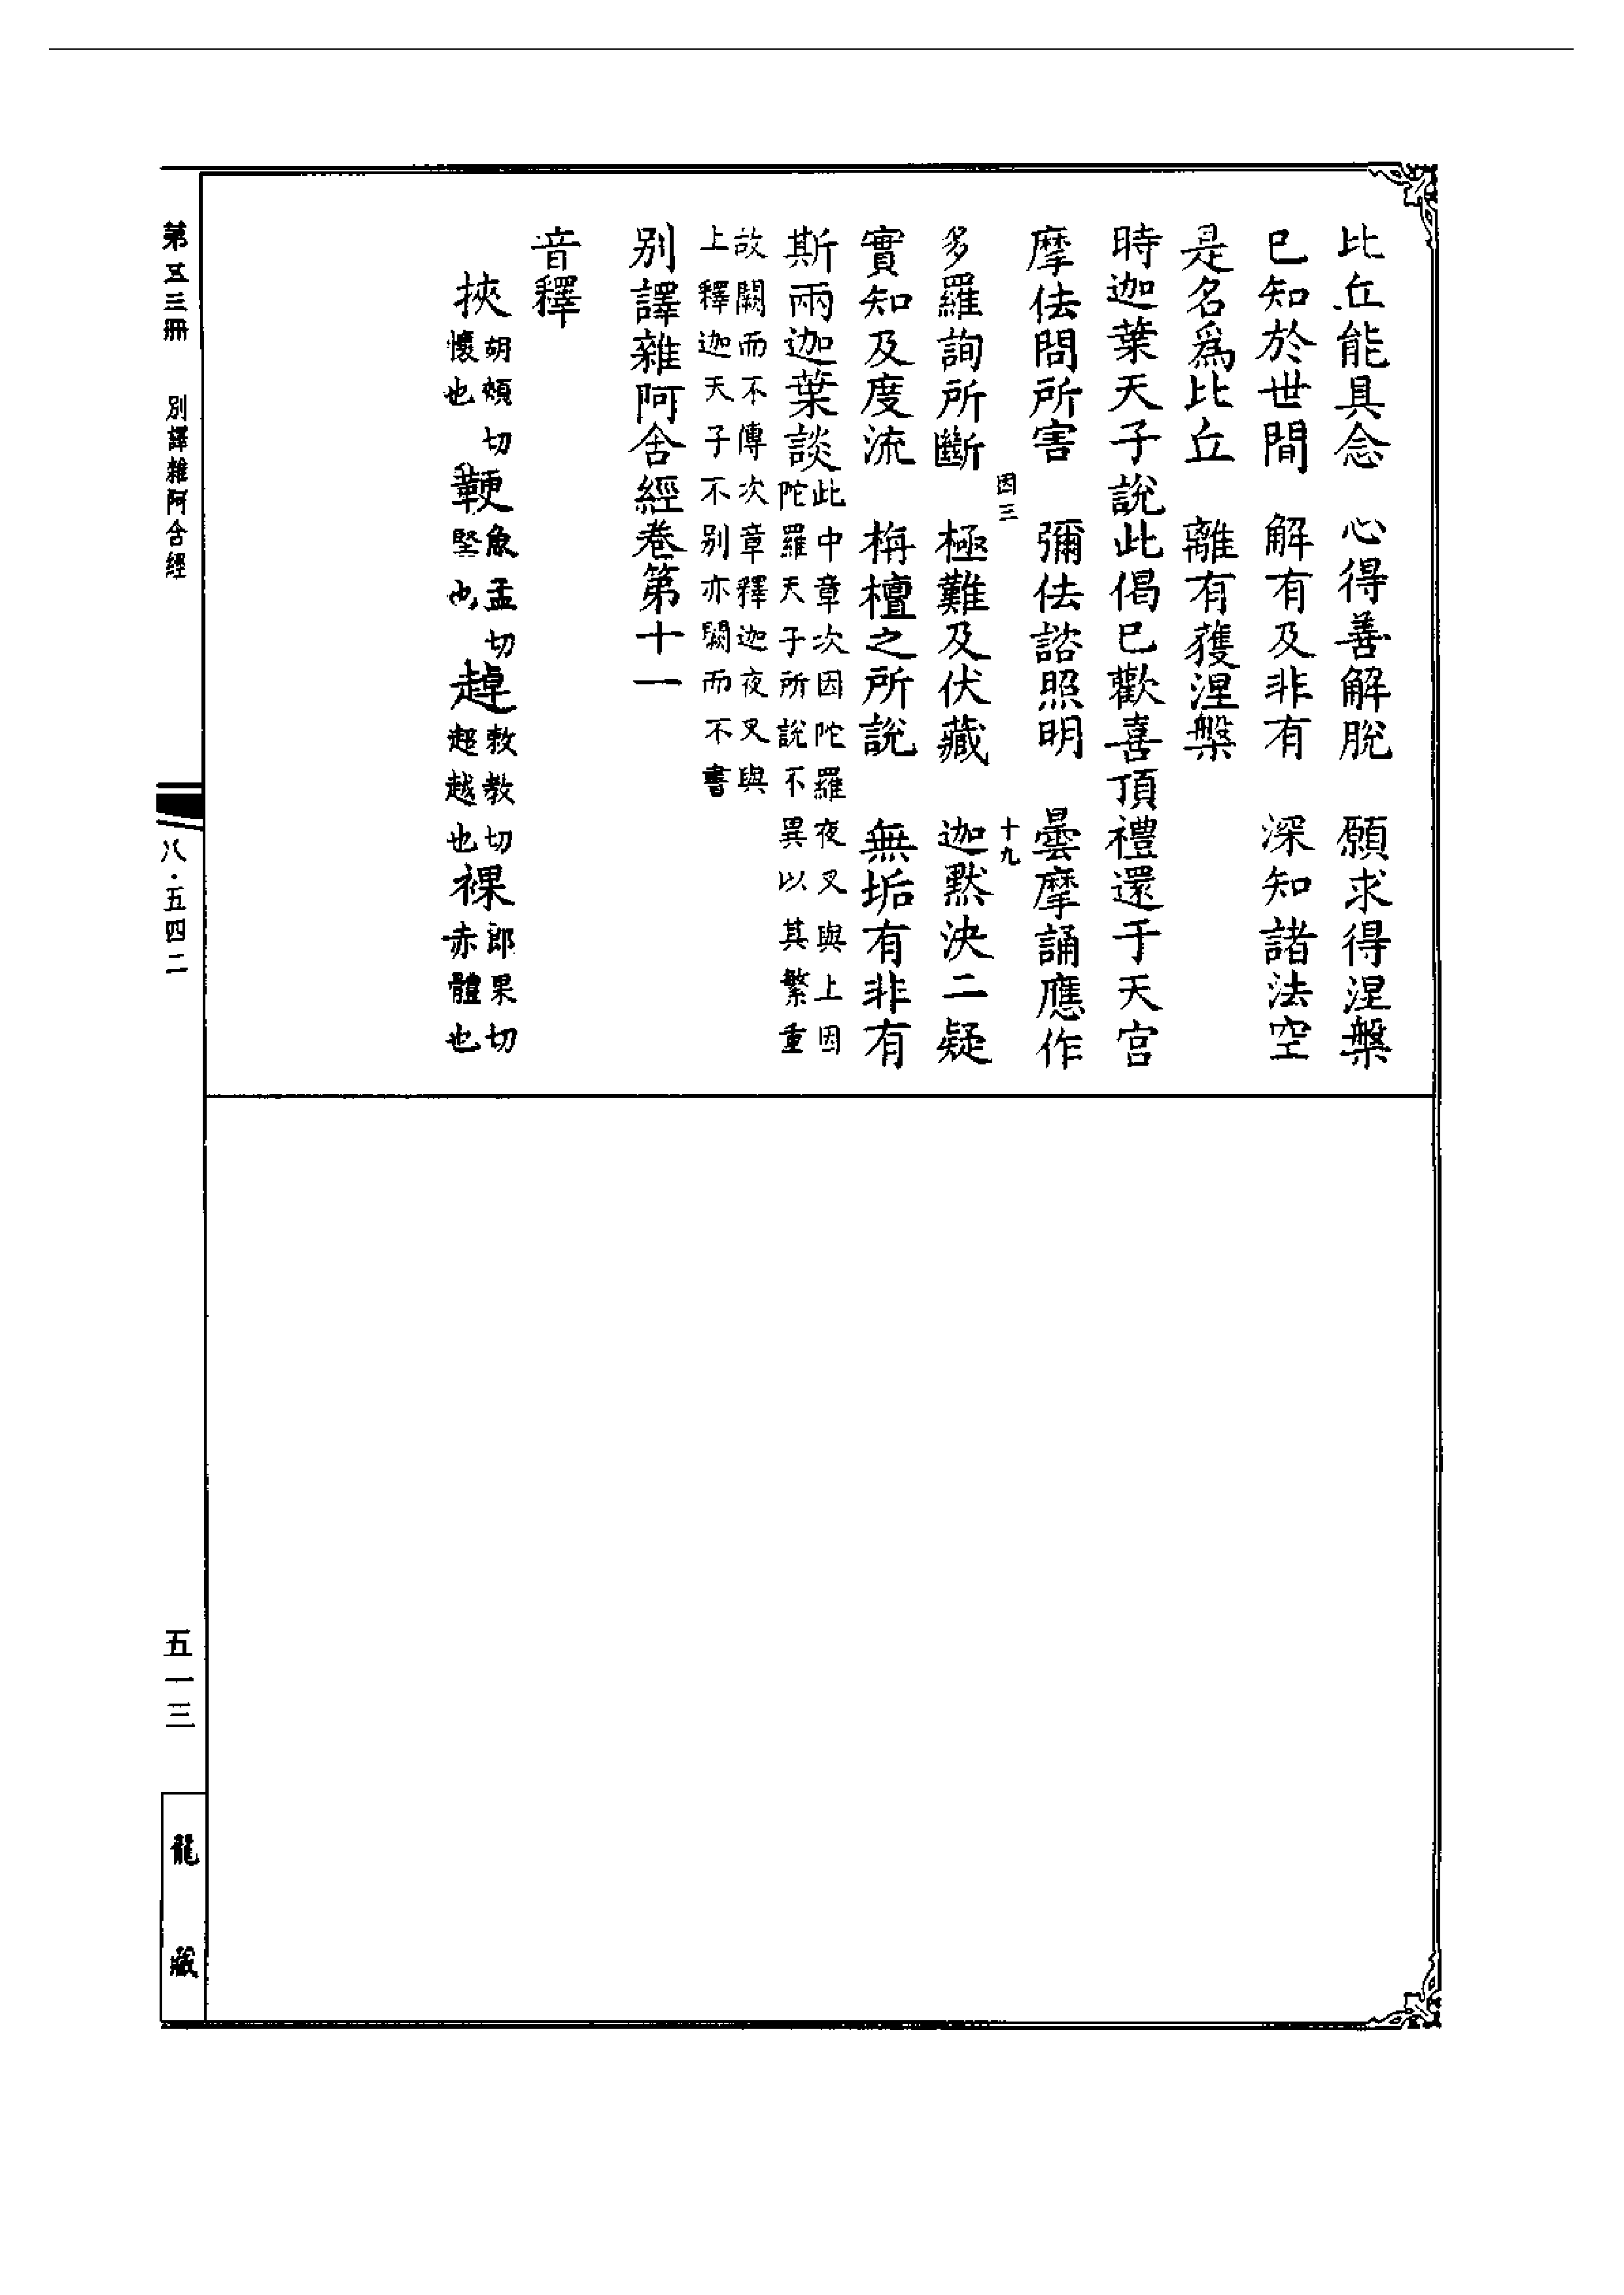 比丘能具念　心得善解脫　願求得涅槃
已知於世間　解有及非有　深知諸法空
是名爲比丘　離有獲涅槃
時迦葉天子說此偈已歡喜頂禮還于天宮
摩佉問所害　彌佉諮照明　曇摩誦應作
因三　十九
多羅詢所斷　極難及伏藏　迦默決二疑
實知及度流　栴檀之所說　無垢有非有
斯兩迦葉談
此中章次因陀羅夜叉與上因
陀羅天子所說不異以其繁重
故闕而不傳次章釋迦夜叉與
上釋迦天子不别亦闕而不書
别譯雜阿含經卷第十一
音釋
挾
胡頰切
懷也
鞕
魚孟切
堅也
趠
敕教切
超越也
裸
郎果切
赤體也
第五三冊　別譯雜阿含經
八·五四二
五一三
龍藏